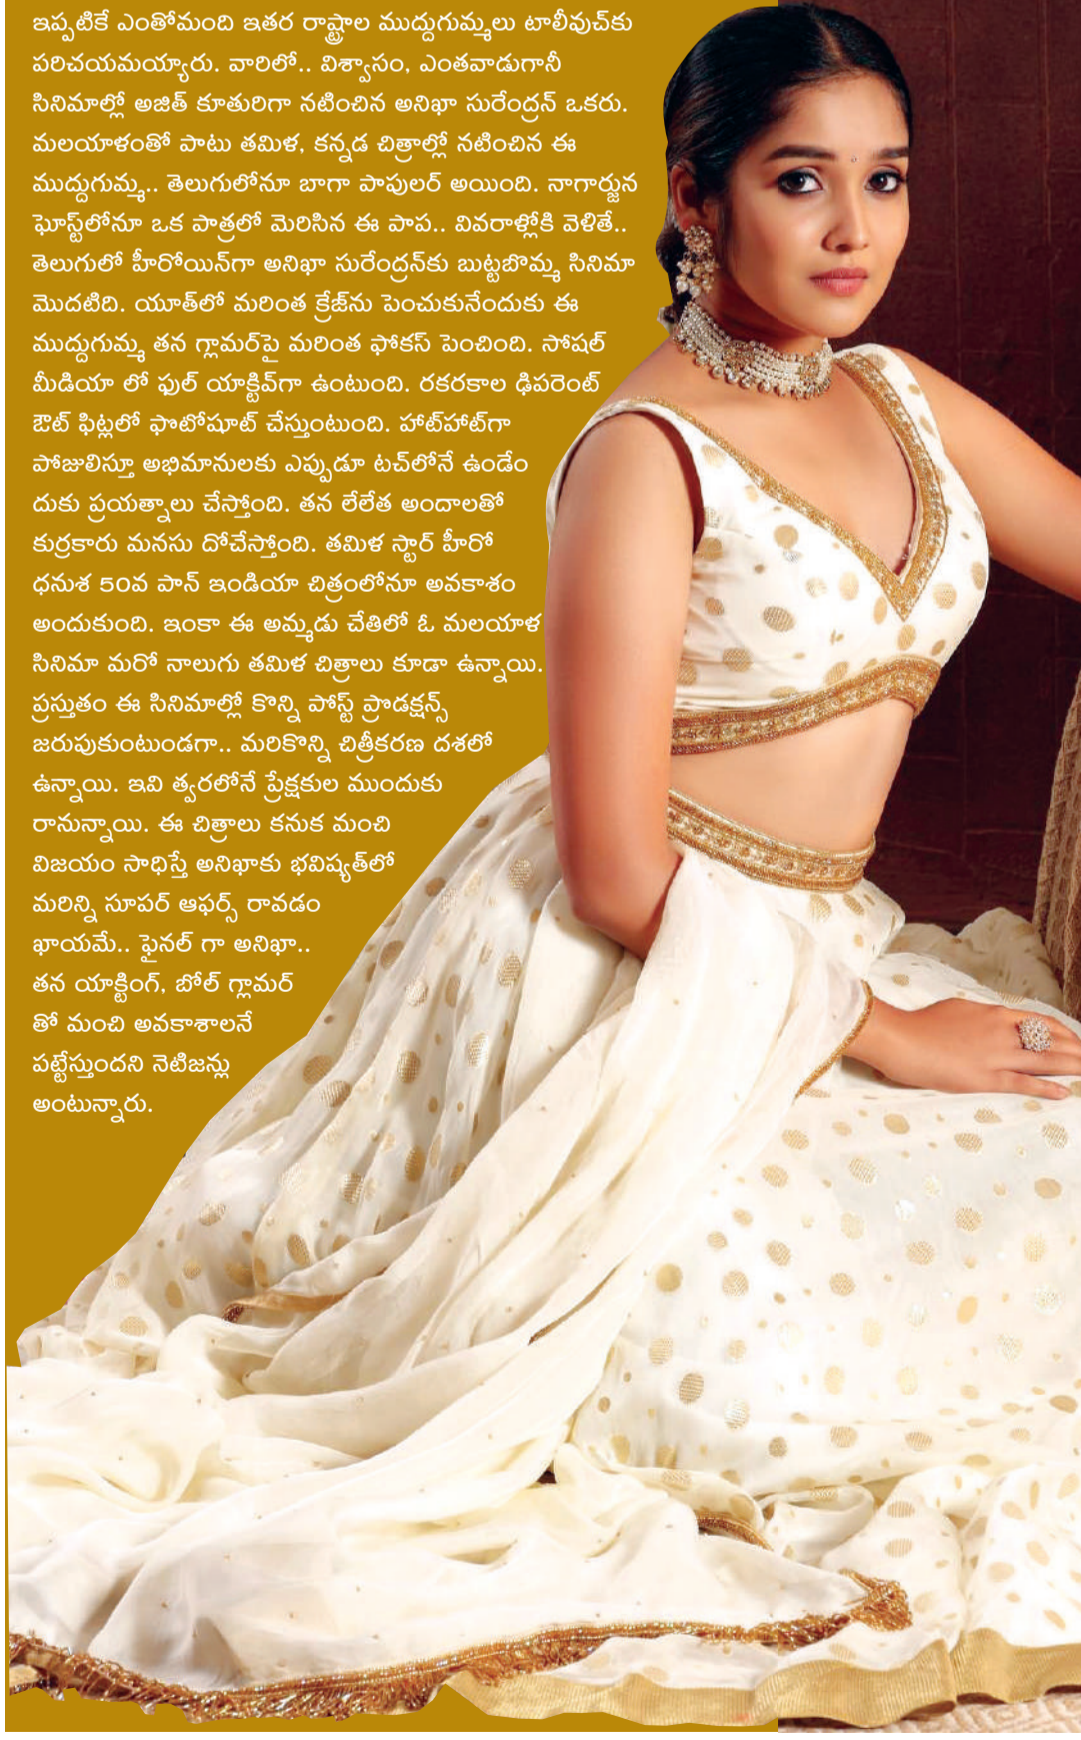 ఇప్పటికే ఎంతోమంది ఇతర రాష్ట్రాల ముద్దుగుమ్మలు టాలీవుడ్‌కు
పరిచయమయ్యారు. వారిలో.. విశ్వాసం, ఎంతవాడుగానీ
సినిమాల్లో అజిత్ కూతురిగా నటించిన అనిఖా సురేంద్రన్ ఒకరు.
మలయాళంతో పాటు తమిళ, కన్నడ చిత్రాల్లో నటించిన ఈ
ముద్దుగుమ్మ.. తెలుగులోనూ బాగా పాపులర్ అయింది. నాగార్జున
ఘోస్ట్‌లోనూ ఒక పాత్రలో మెరిసిన ఈ పాప.. వివరాళ్లోకి వెళితే..
తెలుగులో హీరోయిన్‌గా అనిఖా సురేంద్రన్‌కు బుట్టబొమ్మ సినిమా
మొదటిది. యూత్‌లో మరింత క్రేజ్‌ను పెంచుకునేందుకు ఈ
ముద్దుగుమ్మ తన గ్లామర్‌పై మరింత ఫోకస్ పెంచింది. సోషల్
మీడియా లో ఫుల్ యాక్టివ్‌గా ఉంటుంది. రకరకాల ఢిపరెంట్
ఔట్ ఫిట్లలో ఫొటోషూట్ చేస్తుంటుంది. హాట్‌హాట్‌గా
పోజులిస్తూ అభిమానులకు ఎప్పుడూ టచ్‌లోనే ఉండేం
దుకు ప్రయత్నాలు చేస్తోంది. తన లేలేత అందాలతో
కుర్రకారు మనసు దోచేస్తోంది. తమిళ స్టార్ హీరో
ధనుశ 50వ పాన్ ఇండియా చిత్రంలోనూ అవకాశం
అందుకుంది. ఇంకా ఈ అమ్మడు చేతిలో ఓ మలయాళ
సినిమా మరో నాలుగు తమిళ చిత్రాలు కూడా ఉన్నాయి.
ప్రస్తుతం ఈ సినిమాల్లో కొన్ని పోస్ట్ ప్రొడక్షన్స్
జరుపుకుంటుండగా.. మరికొన్ని చిత్రీకరణ దశలో
ఉన్నాయి. ఇవి త్వరలోనే ప్రేక్షకుల ముందుకు
రానున్నాయి. ఈ చిత్రాలు కనుక మంచి
విజయం సాధిస్తే అనిఖాకు భవిష్యత్‌లో
మరిన్ని సూపర్ ఆఫర్స్ రావడం
ఖాయమే.. ఫైనల్ గా అనిఖా..
తన యాక్టింగ్, బోల్ గ్లామర్
తో మంచి అవకాశాలనే
పట్టేస్తుందని నెటిజన్లు
అంటున్నారు.